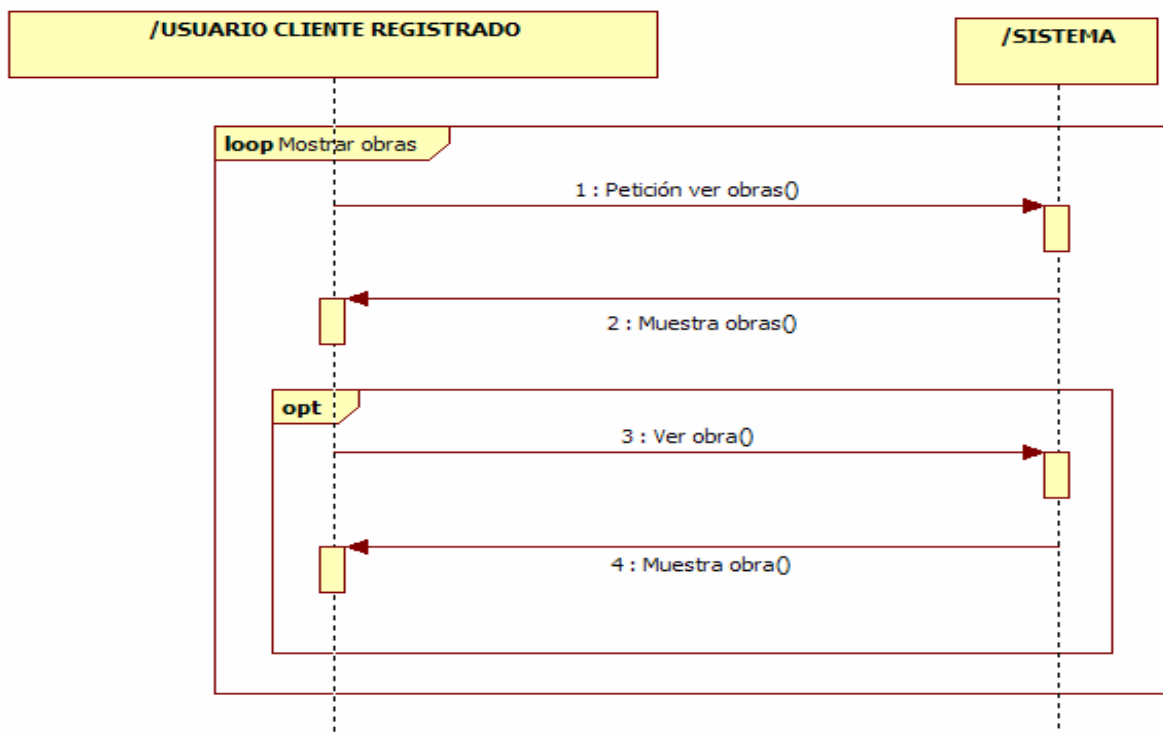 /USUARIO CLIENTE REGISTRADO
/SISTEMA
loop Mostrar obras
1 : Petición ver obras()
2 : Muestra obras()
opt
3 : Ver obra()
4 : Muestra obra()